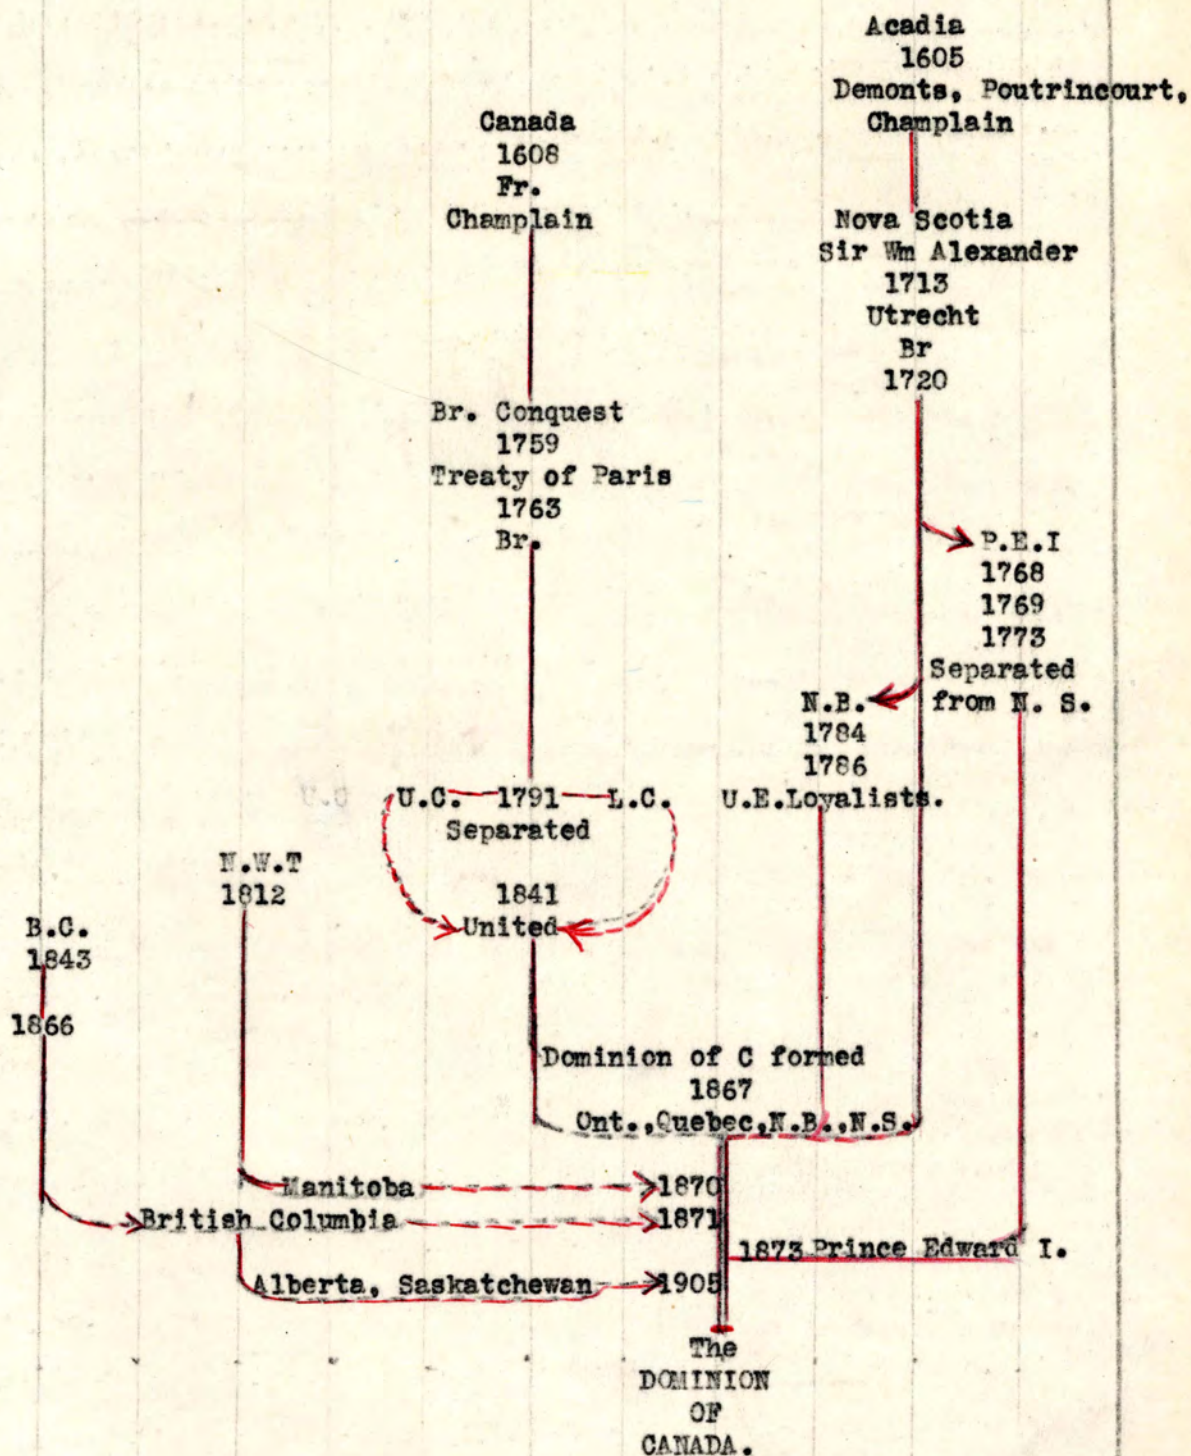 Acadia
1605
Demonts, Poutrincourt,
Champlain
Canada
1608
Fr.
Champlain
Nova Scotia
Sir Wm Alexander
1713
Utrecht
Br
1720
Br. Conquest
1759
Treaty of Paris
1763
Br.
P.E.I
1768
1769
1773
Separated
from N. S.
N.B.
1784
1786
U.E.Loyalists.
U.C. 1791 L.C.
Separated
N.W.T
1812
1841
United
B.C.
1843
1866
Dominion of C formed
1867
Ont.,Quebec,N.B.,N.S.
Manitoba 1870
British Columbia 1871
1873 Prince Edward I.
Alberta, Saskatchewan 1905
The
DOMINION
OF
CANADA.